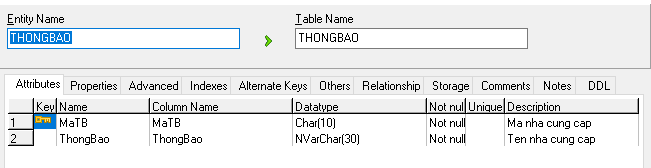 Entity Name Table Name
THONGBAO THONGBAO
Attributes Properties Advanced Indexes Alternate Keys Others Relationship Storage Comments Notes DDL
Key Name Column Name Datatype Not nul Unique Description
1 MaTB MaTB Char(10) Not null Ma nha cung cap
2 ThongBao ThongBao NVarChar(30) Not null Ten nha cung cap